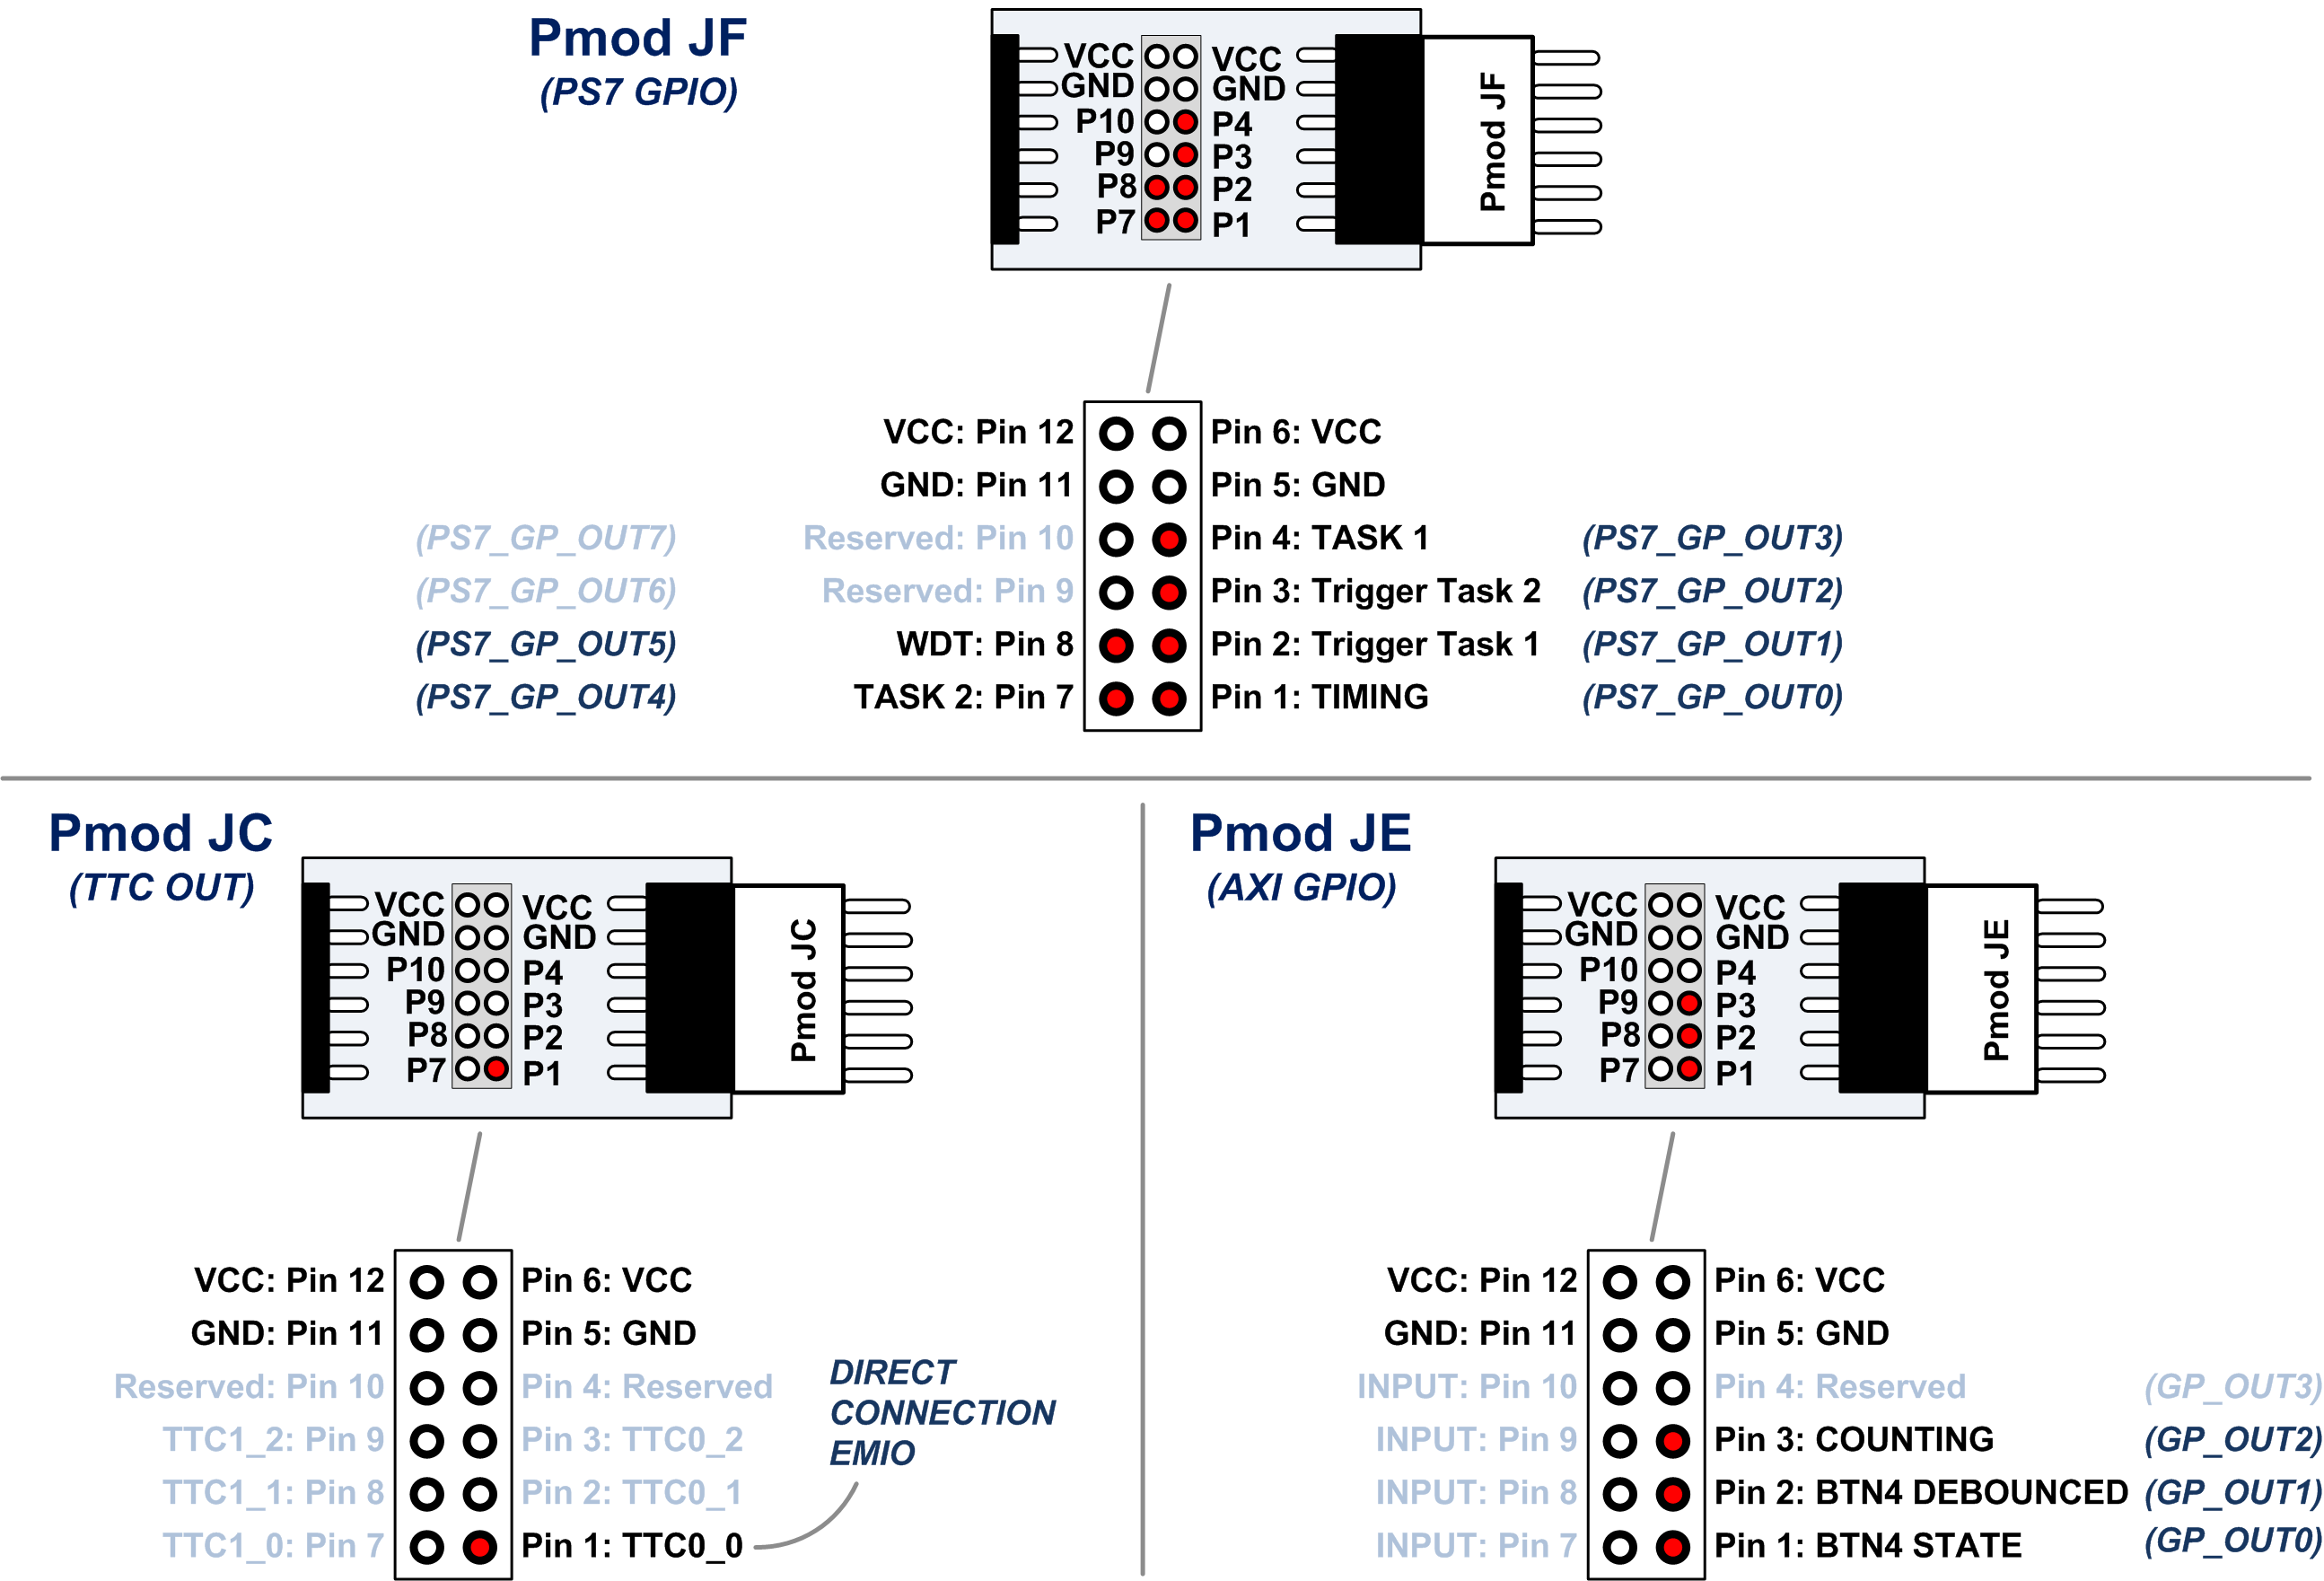 Pmod JF
(PS7 GPIO)
VCC VCC
GND GND
P10 P4
P9 P3
P8 P2
P7 P1
Pmod JF
VCC: Pin 12 Pin 6: VCC
GND: Pin 11 Pin 5: GND
(PS7_GP_OUT7) Reserved: Pin 10 Pin 4: TASK 1 (PS7_GP_OUT3)
(PS7_GP_OUT6) Reserved: Pin 9 Pin 3: Trigger Task 2 (PS7_GP_OUT2)
(PS7_GP_OUT5) WDT: Pin 8 Pin 2: Trigger Task 1 (PS7_GP_OUT1)
(PS7_GP_OUT4) TASK 2: Pin 7 Pin 1: TIMING (PS7_GP_OUT0)
Pmod JC
(TTC OUT)
VCC VCC
GND GND
P10 P4
P9 P3
P8 P2
P7 P1
Pmod JC
VCC: Pin 12 Pin 6: VCC
GND: Pin 11 Pin 5: GND
Reserved: Pin 10 Pin 4: Reserved
TTC1_2: Pin 9 Pin 3: TTC0_2
TTC1_1: Pin 8 Pin 2: TTC0_1
TTC1_0: Pin 7 Pin 1: TTC0_0
DIRECT
CONNECTION
EMIO
Pmod JE
(AXI GPIO)
VCC VCC
GND GND
P10 P4
P9 P3
P8 P2
P7 P1
Pmod JE
VCC: Pin 12 Pin 6: VCC
GND: Pin 11 Pin 5: GND
INPUT: Pin 10 Pin 4: Reserved (GP_OUT3)
INPUT: Pin 9 Pin 3: COUNTING (GP_OUT2)
INPUT: Pin 8 Pin 2: BTN4 DEBOUNCED (GP_OUT1)
INPUT: Pin 7 Pin 1: BTN4 STATE (GP_OUT0)